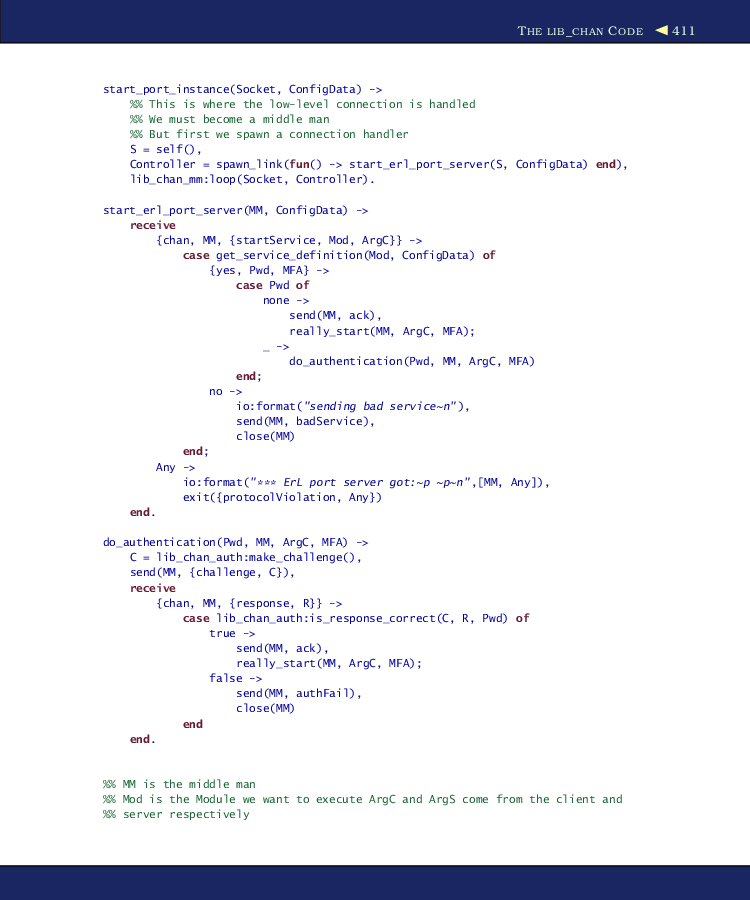 The lib_chan Code ◀ 411
start_port_instance(Socket, ConfigData) ->
    %% This is where the low-level connection is handled
    %% We must become a middle man
    %% But first we spawn a connection handler
    S = self(),
    Controller = spawn_link(fun() -> start_erl_port_server(S, ConfigData) end),
    lib_chan_mm:loop(Socket, Controller).
start_erl_port_server(MM, ConfigData) ->
    receive
        {chan, MM, {startService, Mod, ArgC}} ->
            case get_service_definition(Mod, ConfigData) of
                {yes, Pwd, MFA} ->
                    case Pwd of
                        none ->
                            send(MM, ack),
                            really_start(MM, ArgC, MFA);
                        _ ->
                            do_authentication(Pwd, MM, ArgC, MFA)
                    end;
                no ->
                    io:format("sending bad service~n"),
                    send(MM, badService),
                    close(MM)
            end;
        Any ->
            io:format("*** ErL port server got:~p ~p~n",[MM, Any]),
            exit({protocolViolation, Any})
    end.
do_authentication(Pwd, MM, ArgC, MFA) ->
    C = lib_chan_auth:make_challenge(),
    send(MM, {challenge, C}),
    receive
        {chan, MM, {response, R}} ->
            case lib_chan_auth:is_response_correct(C, R, Pwd) of
                true ->
                    send(MM, ack),
                    really_start(MM, ArgC, MFA);
                false ->
                    send(MM, authFail),
                    close(MM)
            end
    end.
%% MM is the middle man
%% Mod is the Module we want to execute ArgC and ArgS come from the client and
%% server respectively